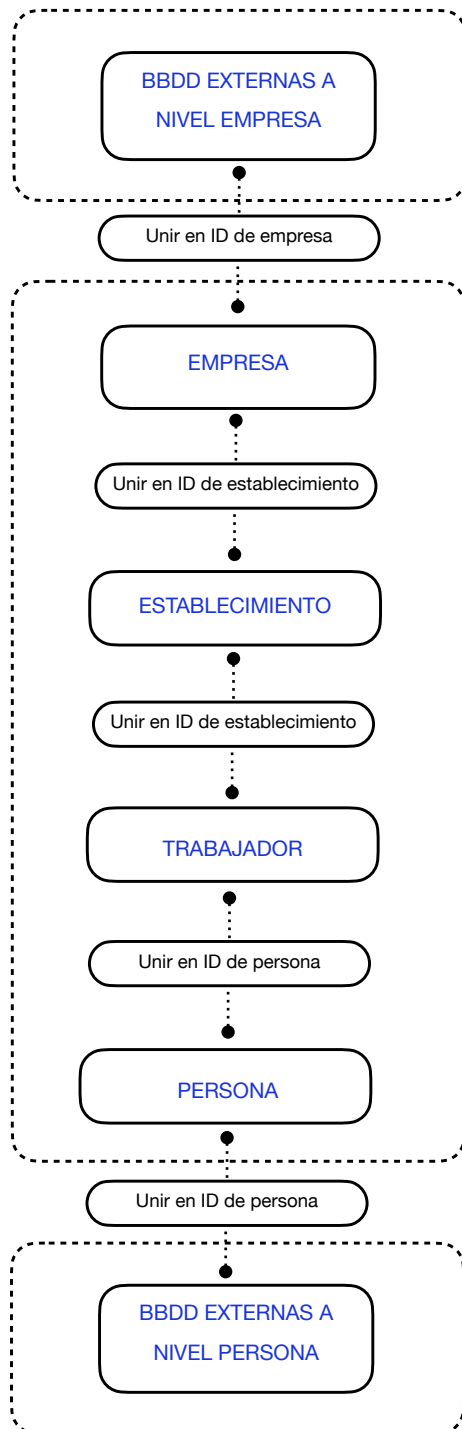 BBDD EXTERNAS A
NIVEL EMPRESA
Unir en ID de empresa
EMPRESA
Unir en ID de establecimiento
ESTABLECIMIENTO
Unir en ID de establecimiento
TRABAJADOR
Unir en ID de persona
PERSONA
Unir en ID de persona
BBDD EXTERNAS A
NIVEL PERSONA